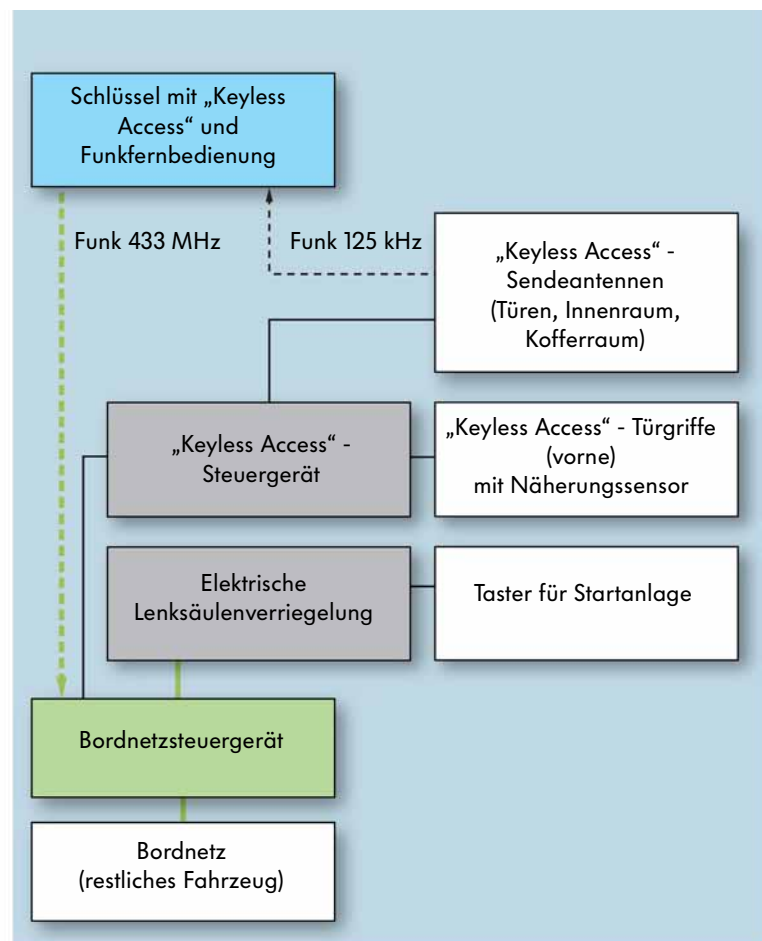 Schlüssel mit „Keyless
Access“ und
Funkfernbedienung
Funk 433 MHz
Funk 125 kHz
„Keyless Access“ -
Sendeantennen
(Türen, Innenraum,
Kofferraum)
„Keyless Access“ -
Steuergerät
„Keyless Access“ - Türgriffe
(vorne)
mit Näherungssensor
Elektrische
Lenksäulenverriegelung
Taster für Startanlage
Bordnetzsteuergerät
Bordnetz
(restliches Fahrzeug)